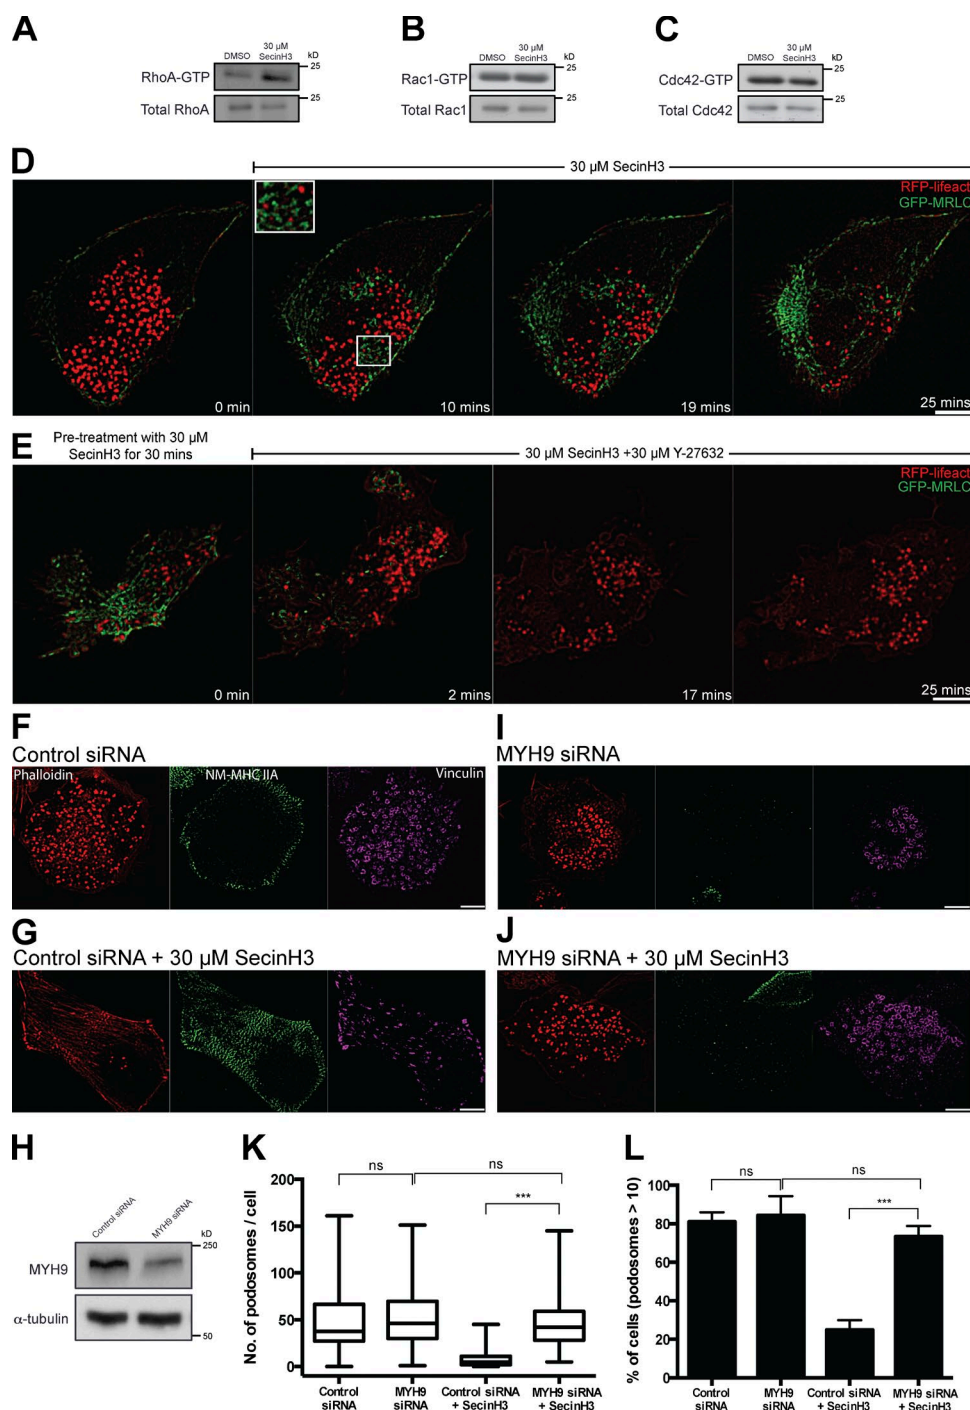 A
DMSO
30 µM
SecinH3
kD
25
RhoA-GTP
25
Total RhoA
B
DMSO
30 µM
SecinH3
kD
25
Rac1-GTP
25
Total Rac1
C
DMSO
30 µM
SecinH3
kD
25
Cdc42-GTP
25
Total Cdc42
D
30 µM SecinH3
RFP-lifeact
GFP-MRLC
0 min
10 mins
19 mins
25 mins
E
Pre-treatment with 30 µM
SecinH3 for 30 mins
30 µM SecinH3 +30 µM Y-27632
RFP-lifeact
GFP-MRLC
0 min
2 mins
17 mins
25 mins
F
Control siRNA
Phalloidin
NM-MHC IIA
Vinculin
I
MYH9 siRNA
G
Control siRNA + 30 µM SecinH3
J
MYH9 siRNA + 30 µM SecinH3
H
Control siRNA
MYH9 siRNA
kD
250
MYH9
α-tubulin
50
K
No. of podosomes / cell
200
150
100
50
0
ns
ns
***
Control
siRNA
MYH9
siRNA
Control siRNA
+ SecinH3
MYH9 siRNA
+ SecinH3
L
% of cells (podosomes > 10)
100
80
60
40
20
0
ns
ns
***
Control
siRNA
MYH9
siRNA
Control siRNA
+ SecinH3
MYH9 siRNA
+ SecinH3